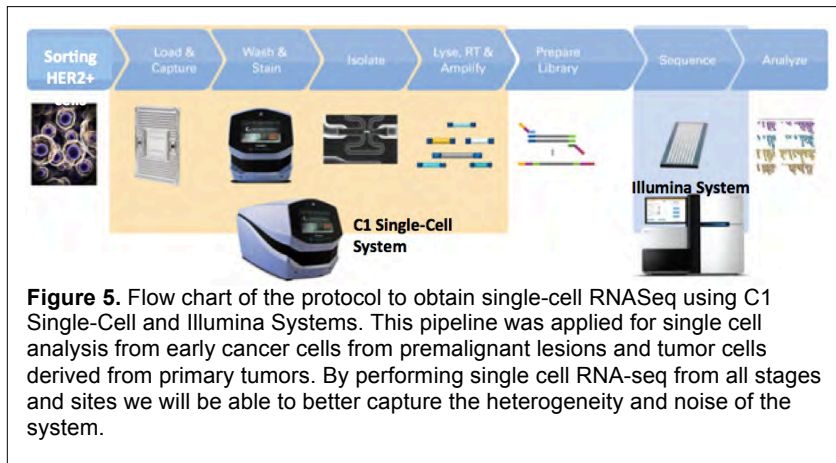 Sorting
HER2+
cells
Load &
Capture
Wash &
Stain
Isolate
Lyse, RT &
Amplify
Prepare
Library
Sequence
Analyze
C1 Single-Cell
System
Illumina System
Figure 5. Flow chart of the protocol to obtain single-cell RNASeq using C1
Single-Cell and Illumina Systems. This pipeline was applied for single cell
analysis from early cancer cells from premalignant lesions and tumor cells
derived from primary tumors. By performing single cell RNA-seq from all stages
and sites we will be able to better capture the heterogeneity and noise of the
system.